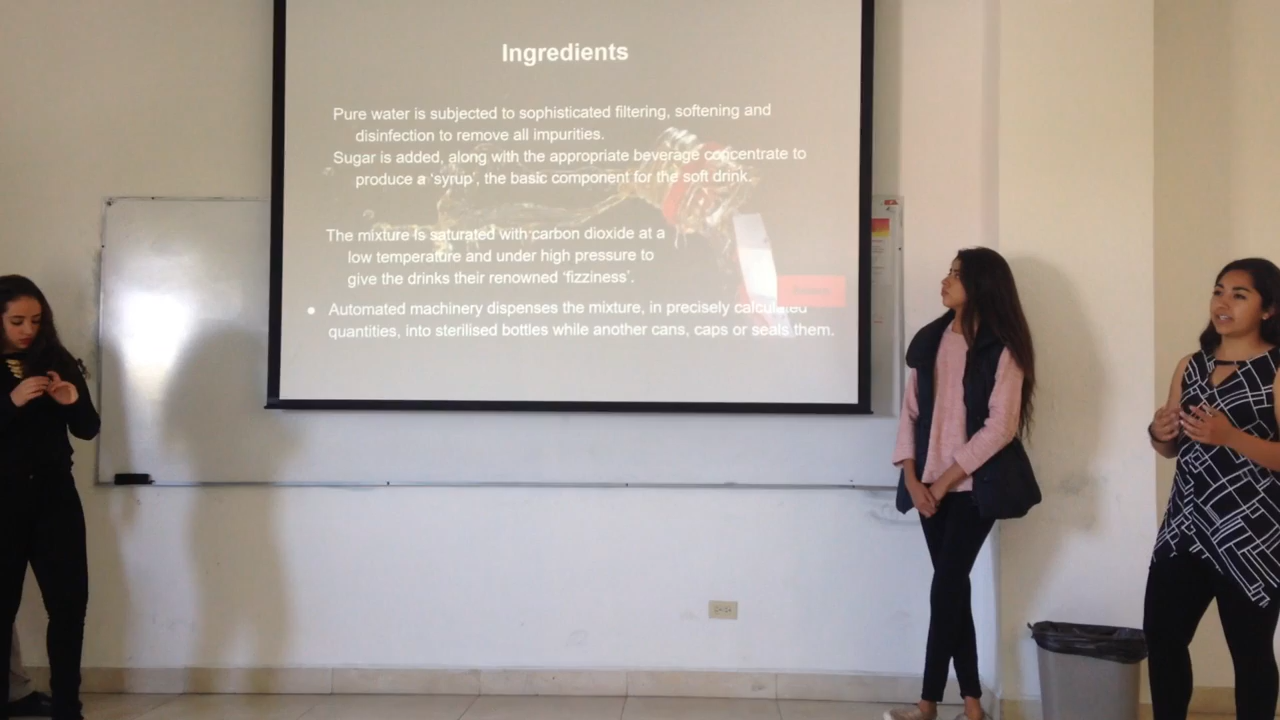 Ingredients
Pure water is subjected to sophisticated filtering, softening and
disinfection to remove all impurities.
Sugar is added, along with the appropriate beverage concentrate to
produce a ‘syrup’, the basic component for the soft drink.
The mixture is saturated with carbon dioxide at a
low temperature and under high pressure to
give the drinks their renowned ‘fizziness’.
● Automated machinery dispenses the mixture, in precisely calculated
quantities, into sterilised bottles while another cans, caps or seals them.